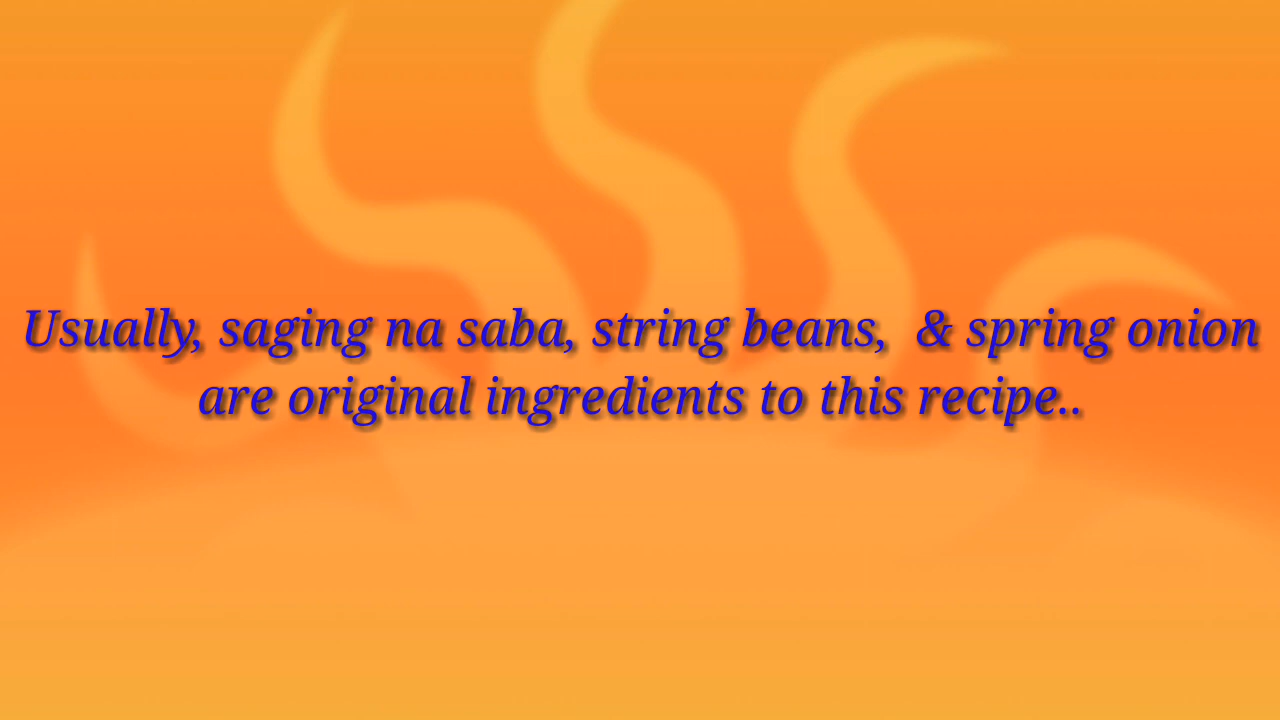 Usually, saging na saba, string beans,  & spring onion
are original ingredients to this recipe..